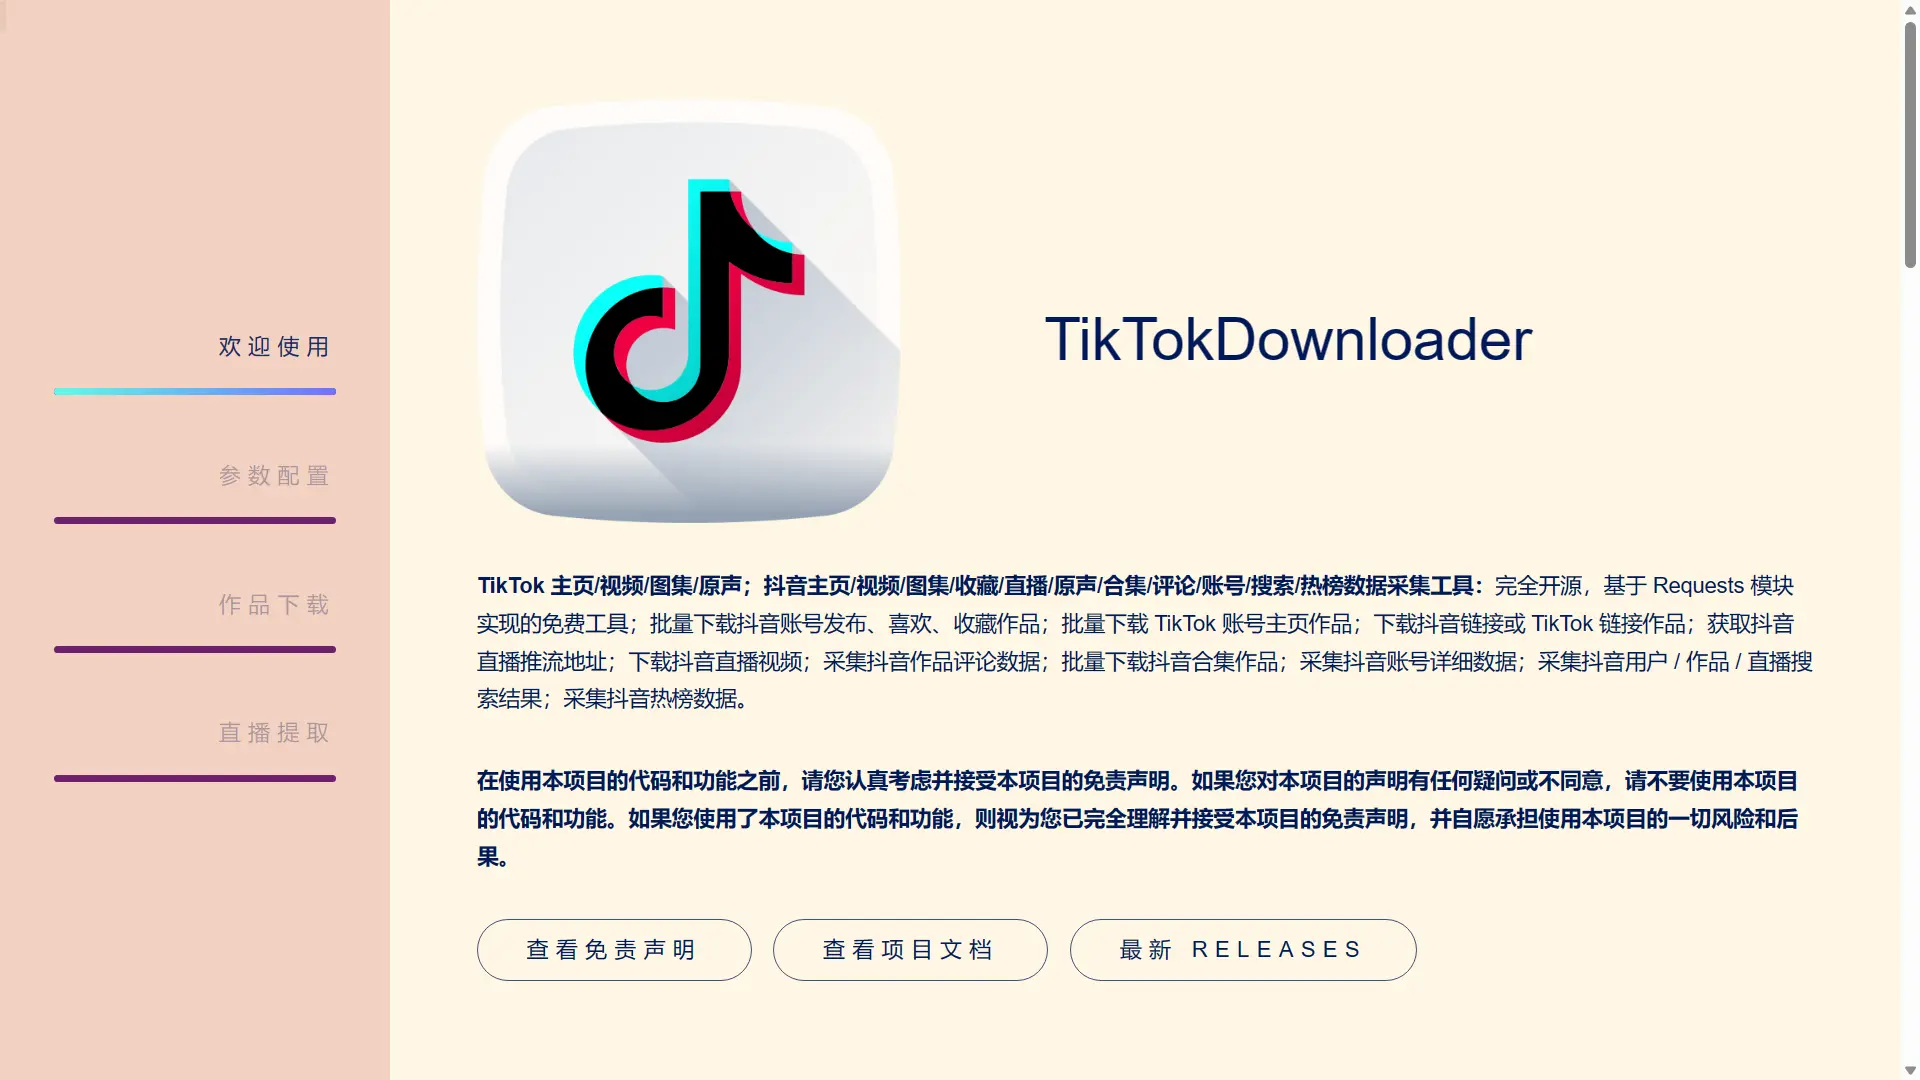 欢迎使用
参数配置
作品下载
直播提取
TikTokDownloader
TikTok 主页/视频/图集/原声；抖音主页/视频/图集/收藏/直播/原声/合集/评论/账号/搜索/热榜数据采集工具：完全开源，基于 Requests 模块
实现的免费工具；批量下载抖音账号发布、喜欢、收藏作品；批量下载 TikTok 账号主页作品；下载抖音链接或 TikTok 链接作品；获取抖音
直播推流地址；下载抖音直播视频；采集抖音作品评论数据；批量下载抖音合集作品；采集抖音账号详细数据；采集抖音用户 / 作品 / 直播搜
索结果；采集抖音热榜数据。
在使用本项目的代码和功能之前，请您认真考虑并接受本项目的免责声明。如果您对本项目的声明有任何疑问或不同意，请不要使用本项目
的代码和功能。如果您使用了本项目的代码和功能，则视为您已完全理解并接受本项目的免责声明，并自愿承担使用本项目的一切风险和后
果。
查看免责声明
查看项目文档
最新 RELEASES